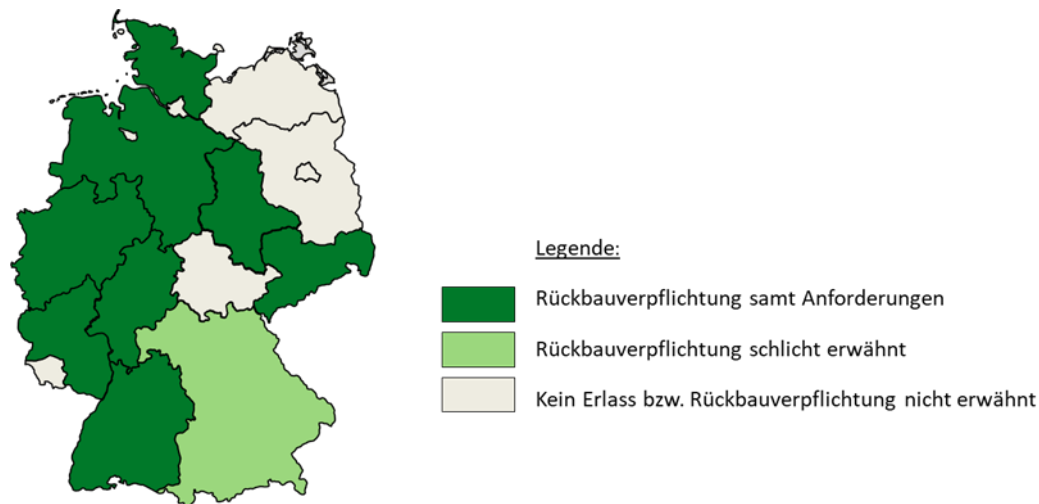 Legende:
Rückbauverpflichtung samt Anforderungen
Rückbauverpflichtung schlicht erwähnt
Kein Erlass bzw. Rückbauverpflichtung nicht erwähnt